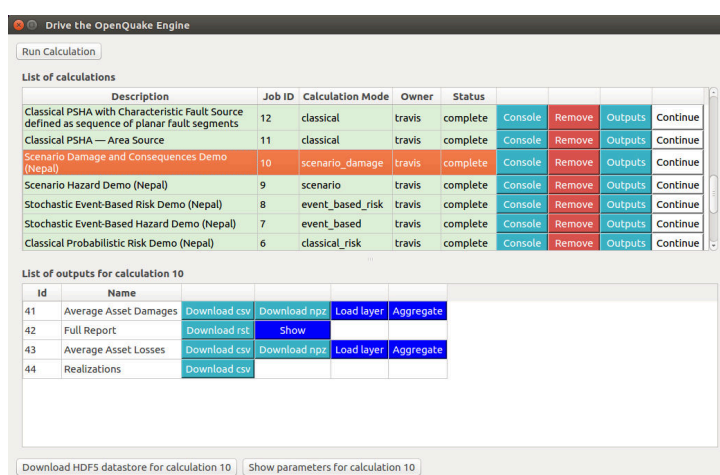 Drive the OpenQuake Engine
Run Calculation
List of calculations
Description Job ID Calculation Mode Owner Status
Classical PSHA with Characteristic Fault Source
defined as sequence of planar fault segments 12 classical travis complete Console Remove Outputs Continue
Classical PSHA — Area Source 11 classical travis complete Console Remove Outputs Continue
Scenario Damage and Consequences Demo
(Nepal) 10 scenario_damage travis complete Console Remove Outputs Continue
Scenario Hazard Demo (Nepal) 9 scenario travis complete Console Remove Outputs Continue
Stochastic Event-Based Risk Demo (Nepal) 8 event_based_risk travis complete Console Remove Outputs Continue
Stochastic Event-Based Hazard Demo (Nepal) 7 event_based travis complete Console Remove Outputs Continue
Classical Probabilistic Risk Demo (Nepal) 6 classical_risk travis complete Console Remove Outputs Continue
List of outputs for calculation 10
Id Name
41 Average Asset Damages Download csv Download npz Load layer Aggregate
42 Full Report Download rst Show
43 Average Asset Losses Download csv Download npz Load layer Aggregate
44 Realizations Download csv
Download HDF5 datastore for calculation 10 Show parameters for calculation 10